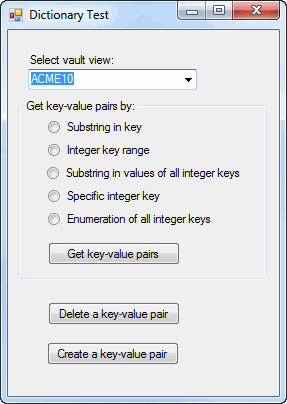 Dictionary Test
Select vault view:
ACME10
Get key-value pairs by:
Substring in key
Integer key range
Substring in values of all integer keys
Specific integer key
Enumeration of all integer keys
Get key-value pairs
Delete a key-value pair
Create a key-value pair